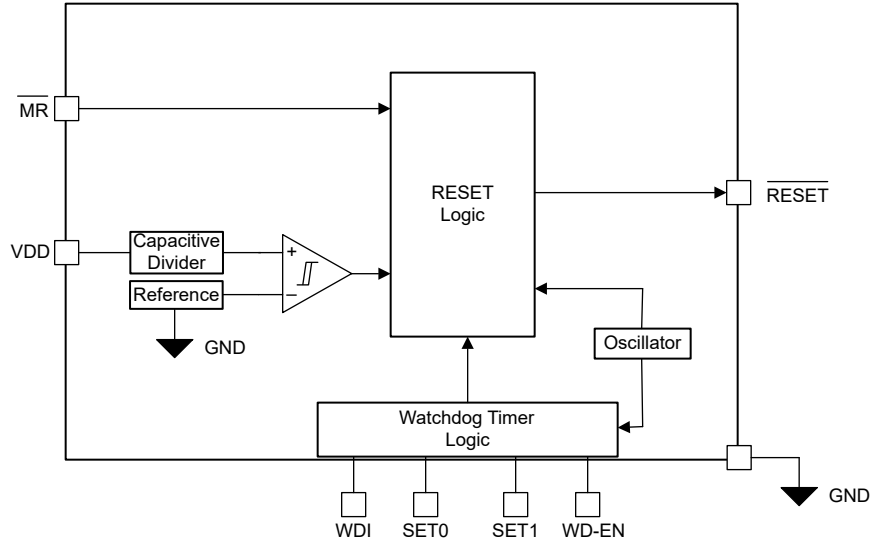 MR
RESET
Logic
RESET
VDD
Capacitive
Divider
+
Reference
−
GND
Oscillator
Watchdog Timer
Logic
GND
WDI
SET0
SET1
WD-EN